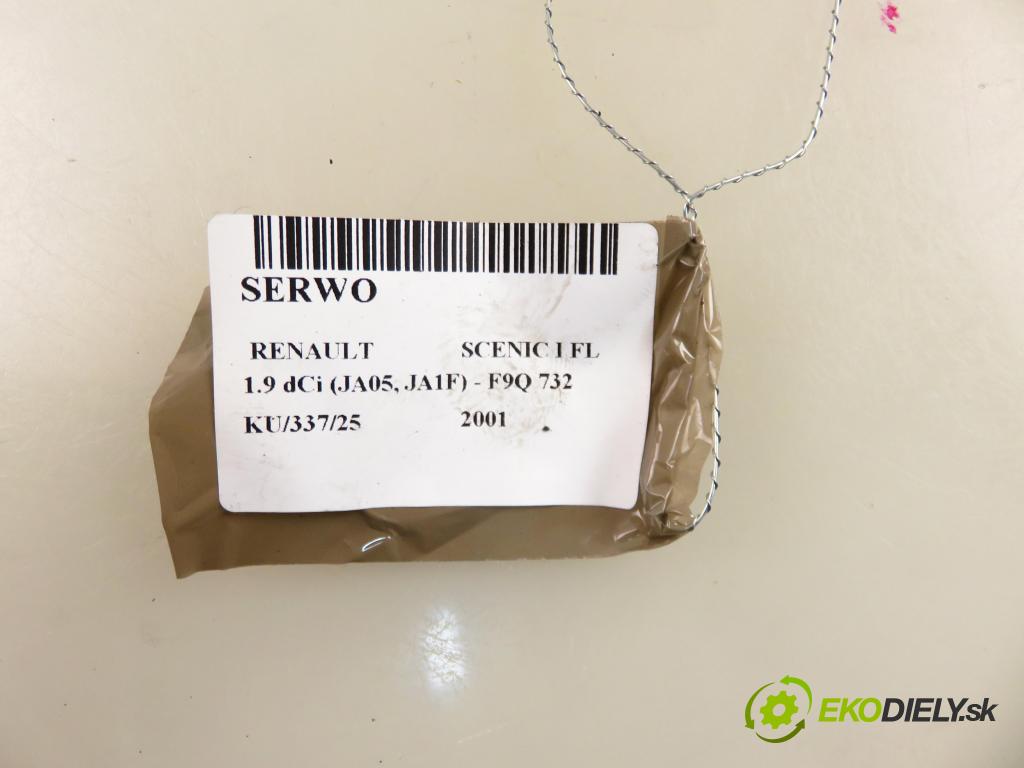 SERWO
RENAULT SCENIC I FL
1.9 dCi (JA05, JA1F) - F9Q 732
KU/337/25 2001
EKODIELY.sk